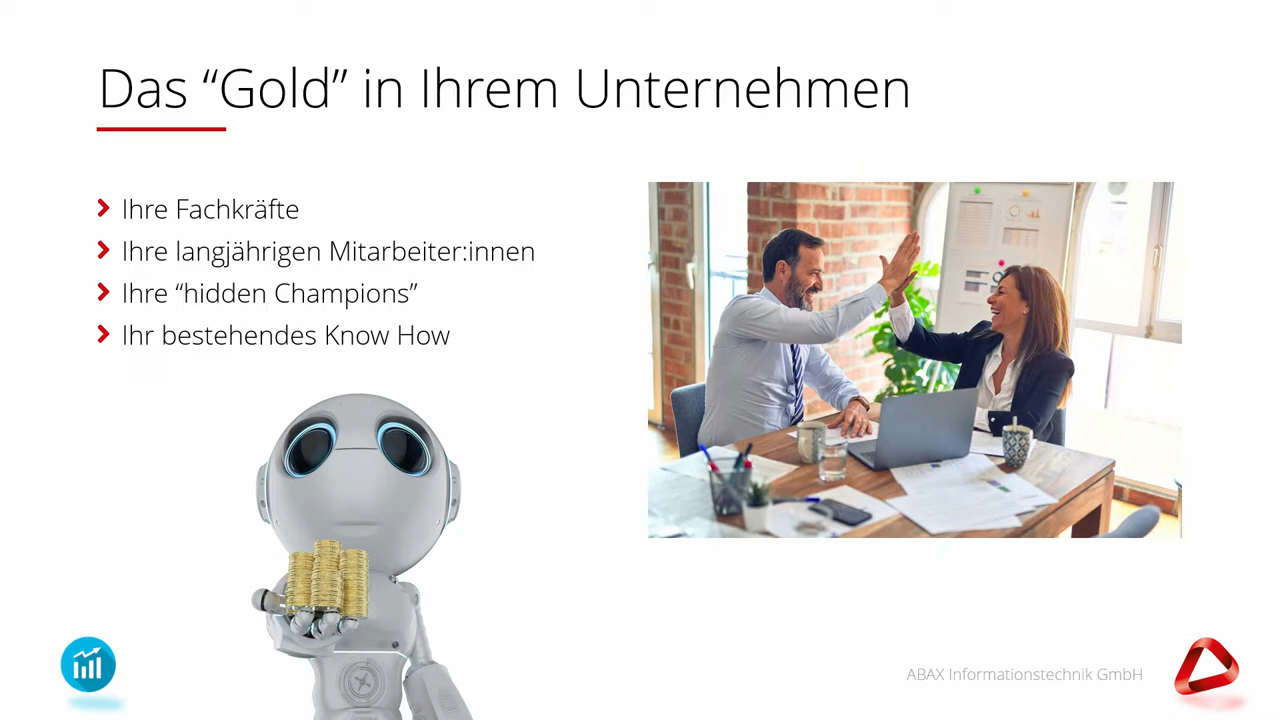 Das “Gold” in Ihrem Unternehmen
Ihre Fachkräfte
Ihre langjährigen Mitarbeiter:innen
Ihre “hidden Champions”
Ihr bestehendes Know How
ABAX Informationstechnik GmbH